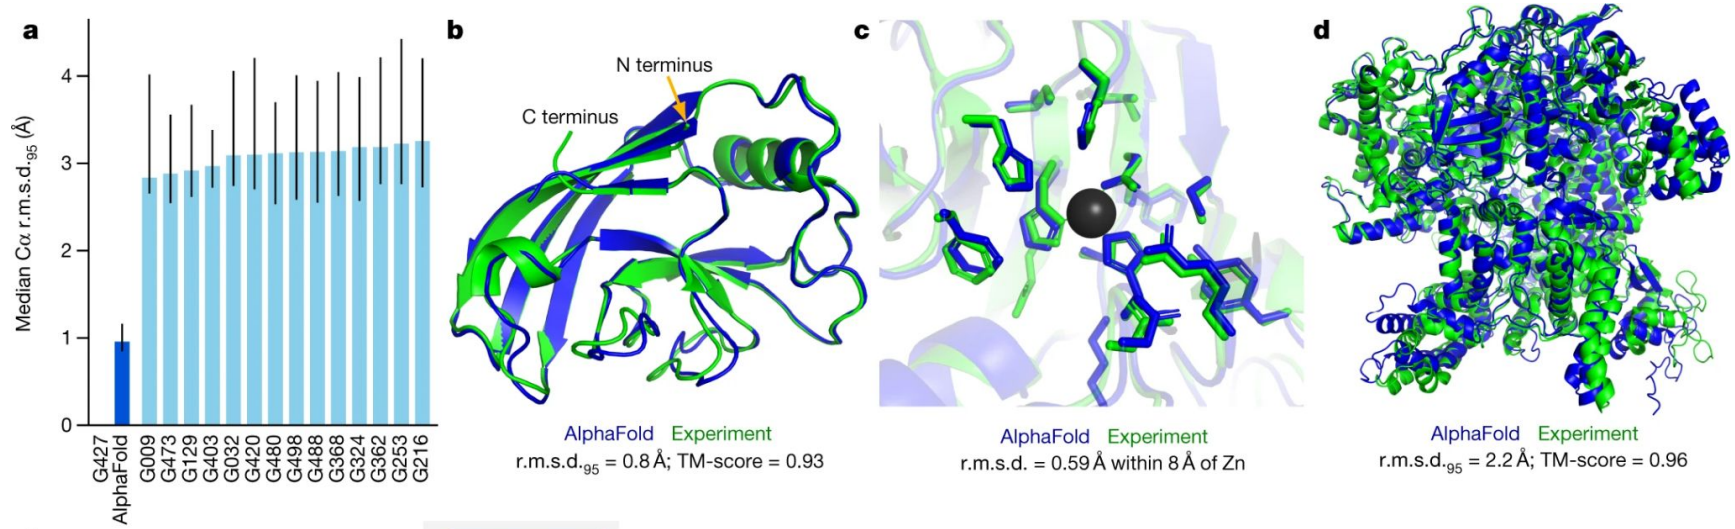 a
Median Cα r.m.s.d.95 (Å)
4
3
2
1
0
G427
AlphaFold
G009
G473
G129
G403
G032
G420
G480
G498
G488
G368
G324
G362
G253
G216
b
N terminus
C terminus
AlphaFold Experiment
r.m.s.d.95 = 0.8 Å; TM-score = 0.93
c
AlphaFold Experiment
r.m.s.d. = 0.59 Å within 8 Å of Zn
d
AlphaFold Experiment
r.m.s.d.95 = 2.2 Å; TM-score = 0.96